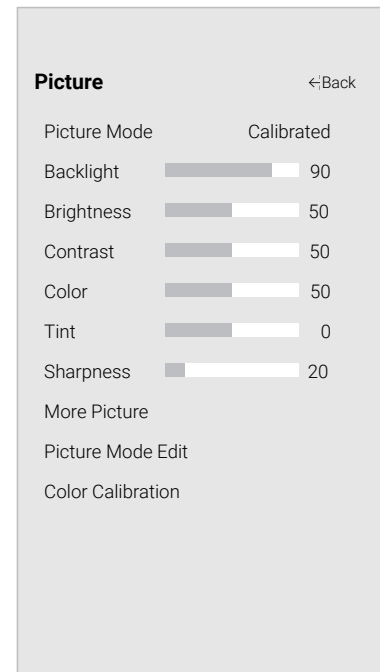 Picture ←Back
Picture Mode Calibrated
Backlight 90
Brightness 50
Contrast 50
Color 50
Tint 0
Sharpness 20
More Picture
Picture Mode Edit
Color Calibration